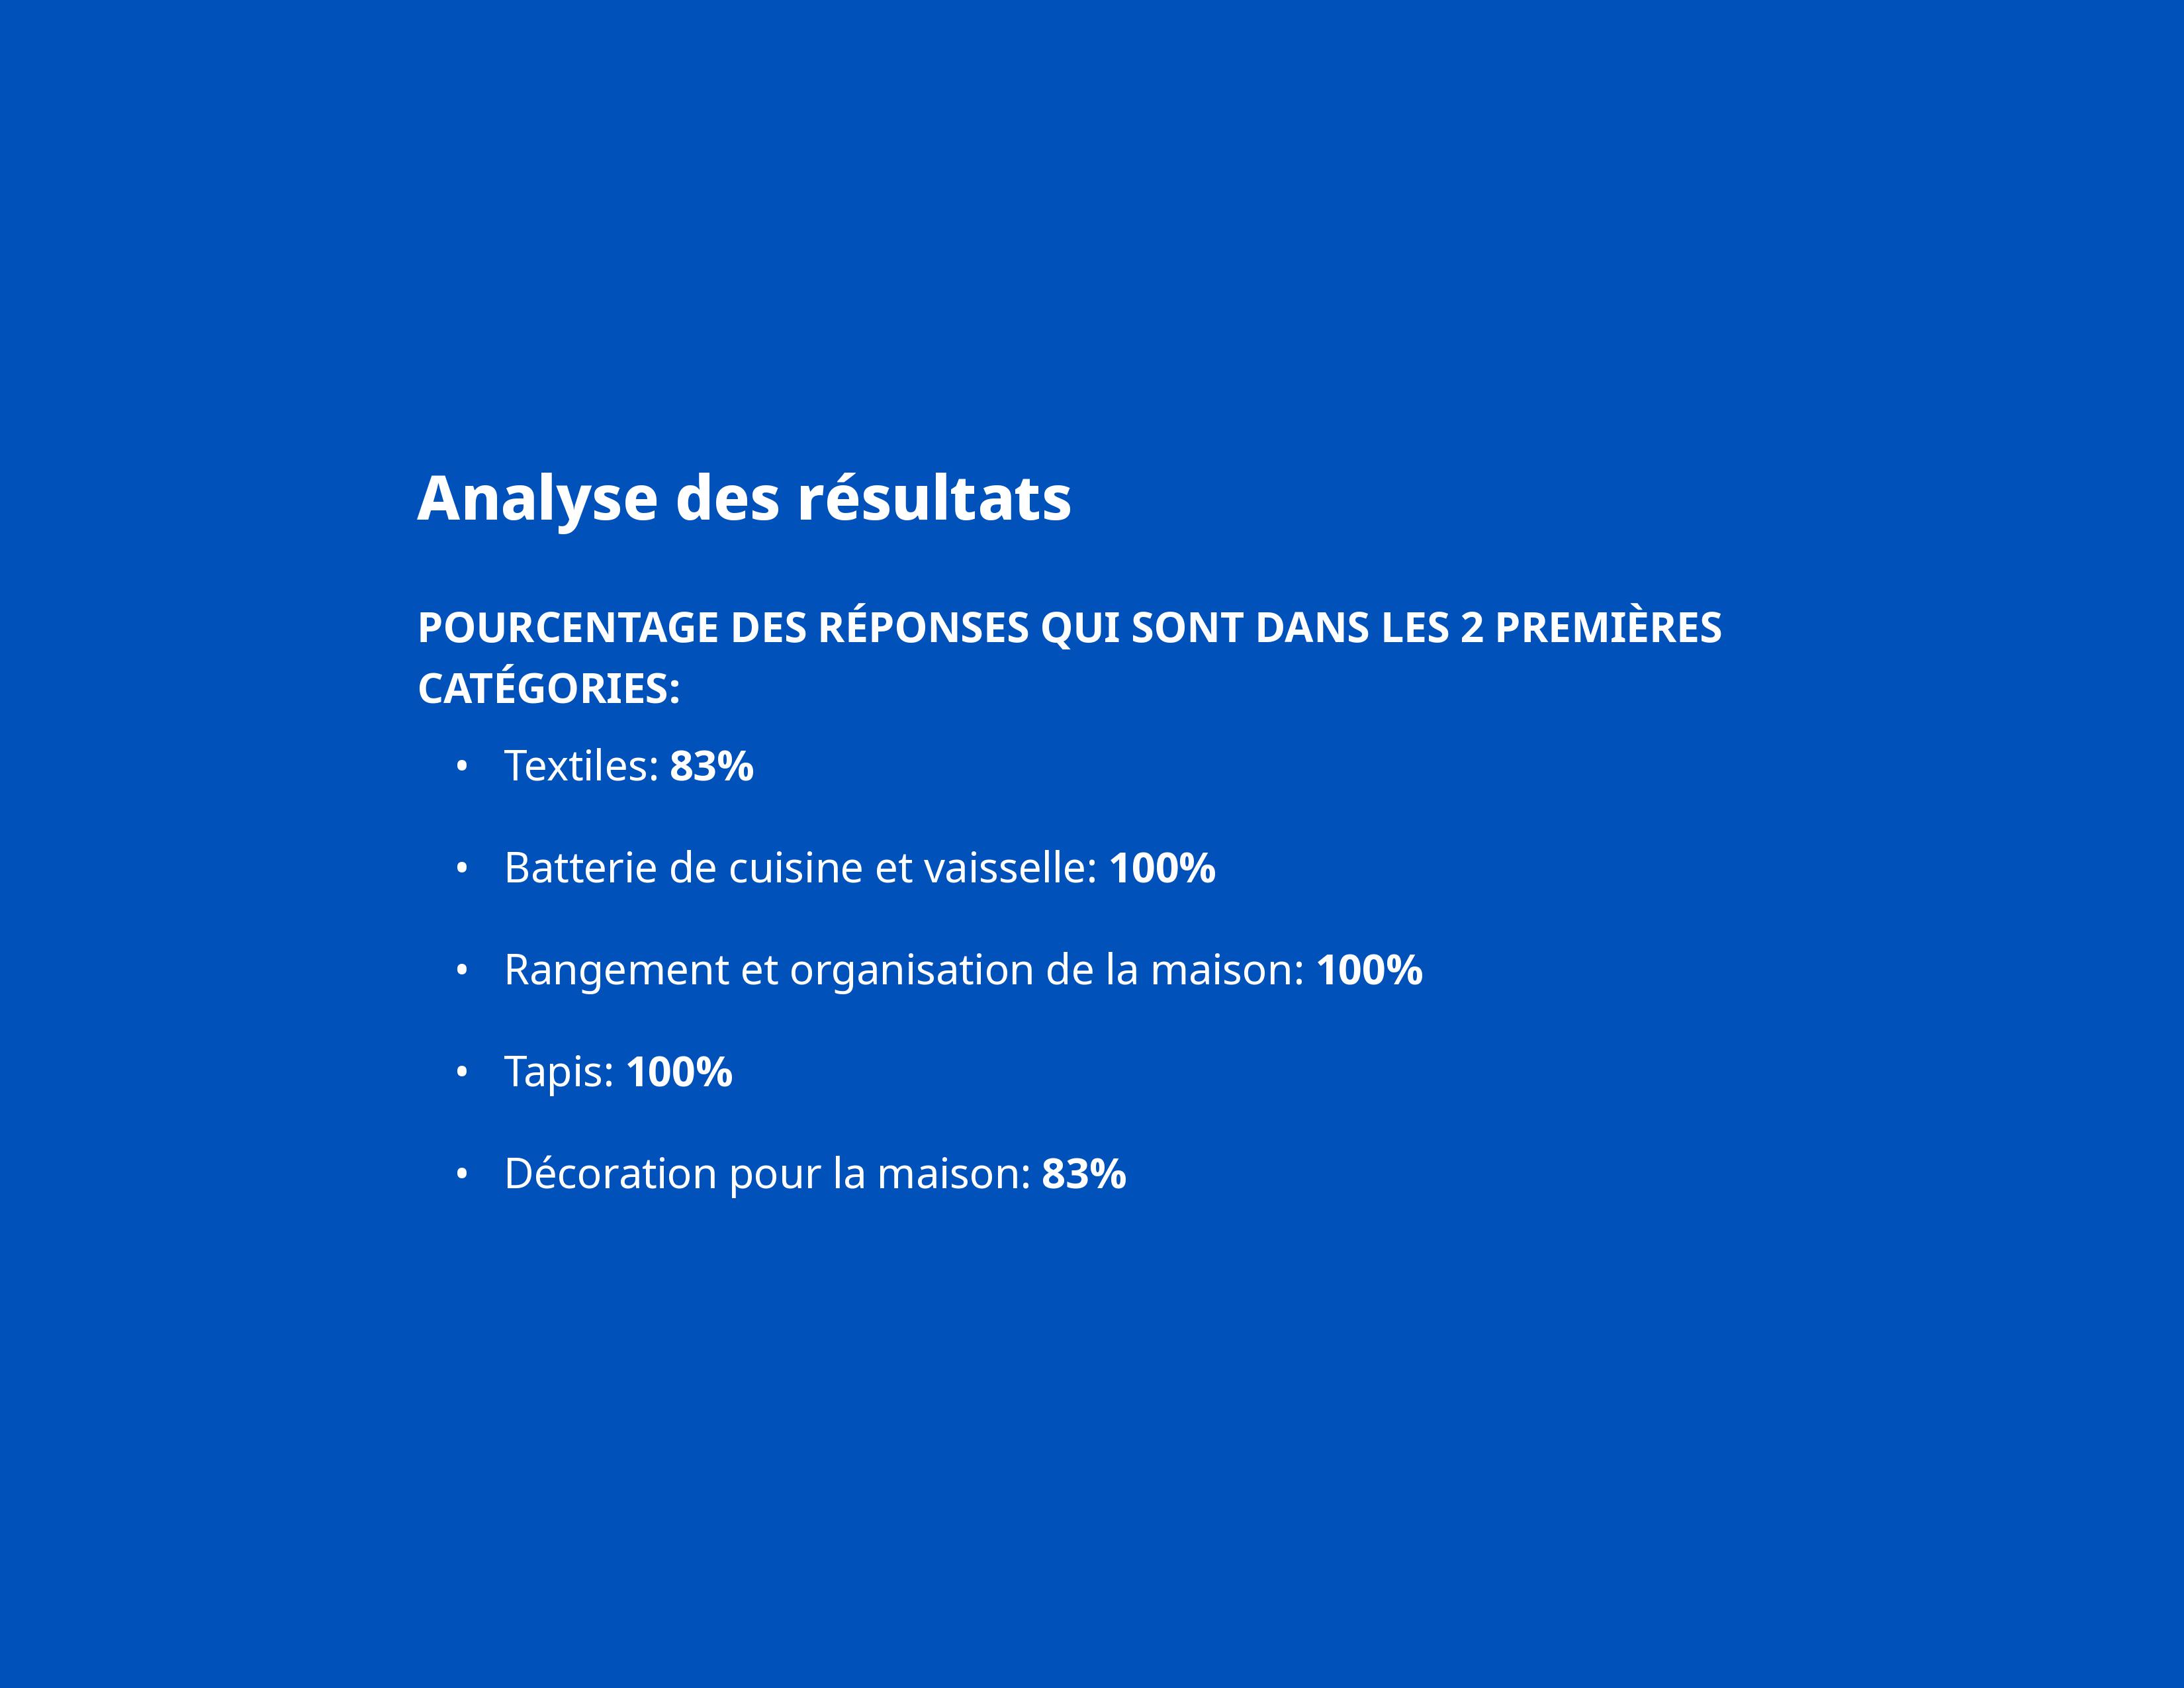 Analyse des résultats
POURCENTAGE DES RÉPONSES QUI SONT DANS LES 2 PREMIÈRES
CATÉGORIES:
• Textiles: 83%
• Batterie de cuisine et vaisselle: 100%
• Rangement et organisation de la maison: 100%
• Tapis: 100%
• Décoration pour la maison: 83%